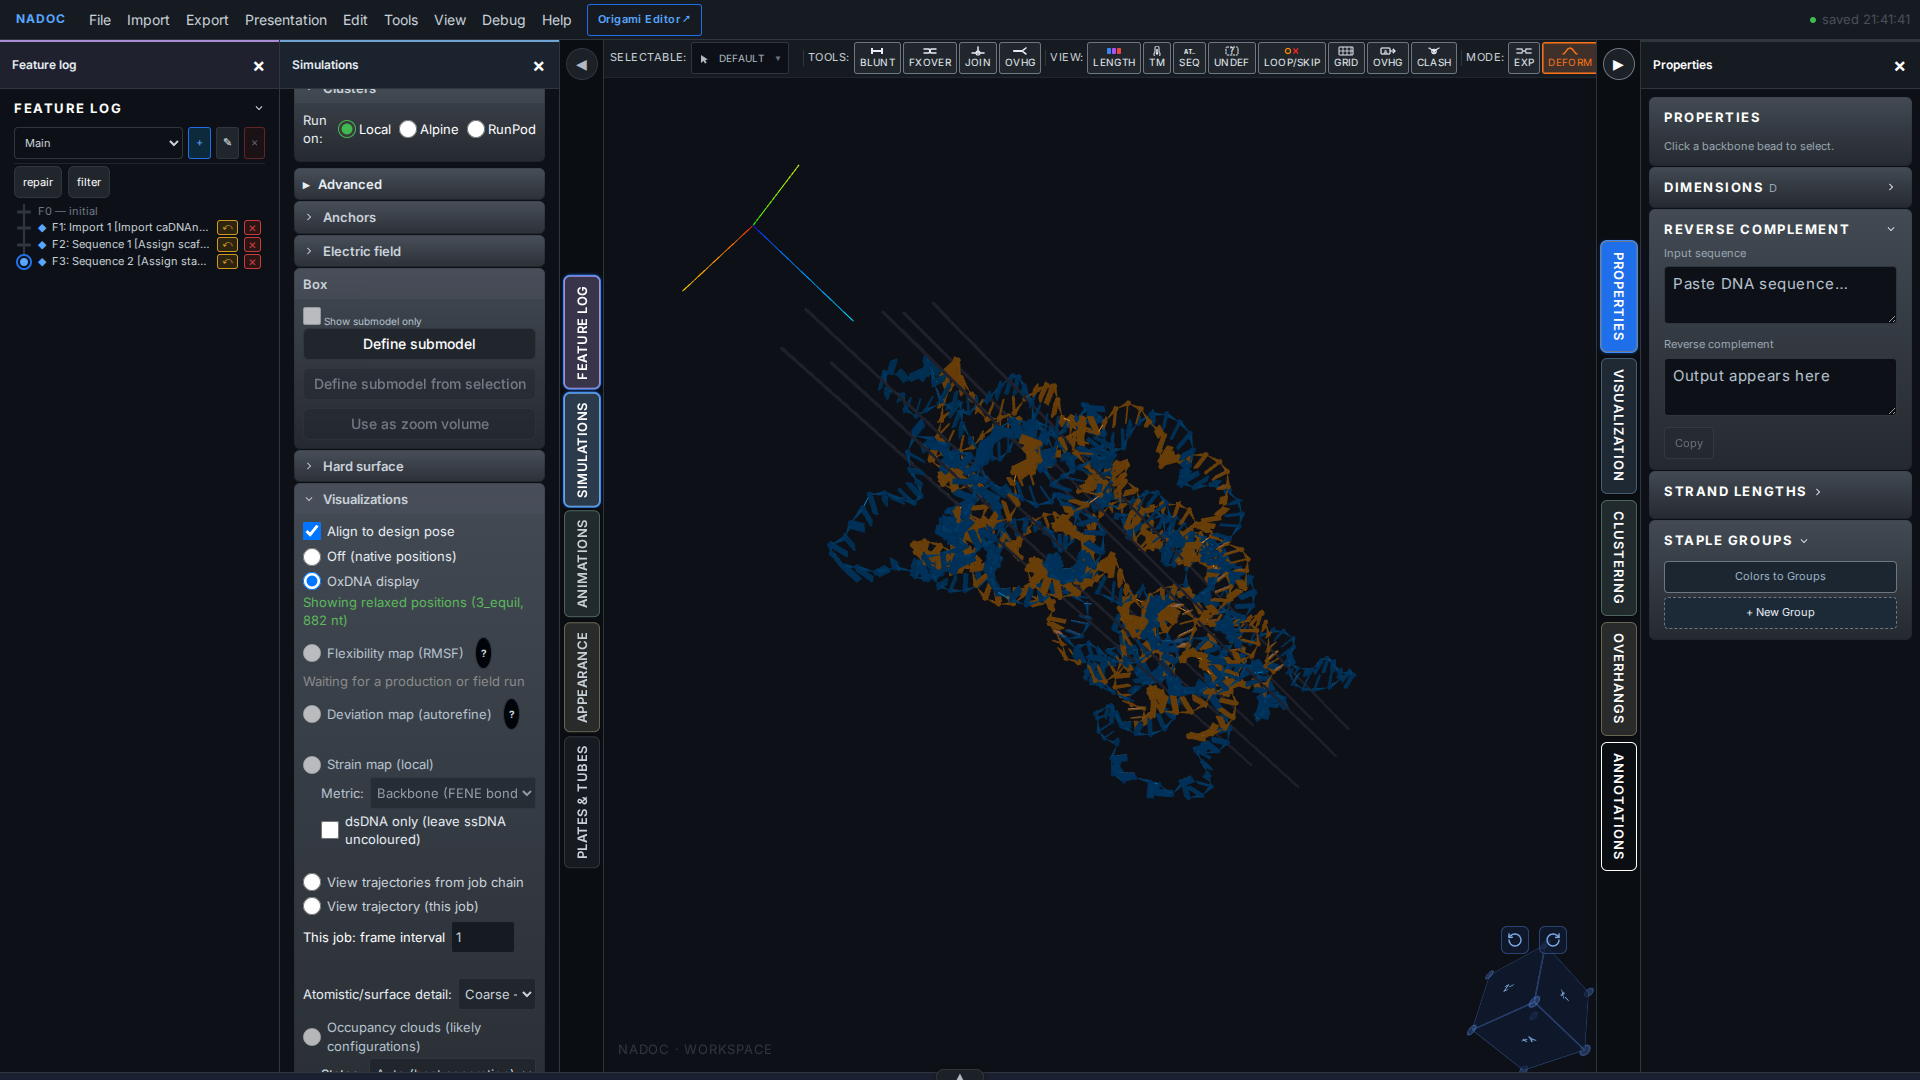 NADOC File Import Export Presentation Edit Tools View Debug Help Origami Editor↗ saved 21:41:41
Feature log ×
FEATURE LOG
Main + ✎ ×
repair filter
F0 — initial
F1: Import 1 [Import caDNAn...
F2: Sequence 1 [Assign scaf...
F3: Sequence 2 [Assign sta...
Simulations ×
Clusters
Run on: Local Alpine RunPod
Advanced
Anchors
Electric field
Box
Show submodel only
Define submodel
Define submodel from selection
Use as zoom volume
Hard surface
Visualizations
Align to design pose
Off (native positions)
OxDNA display
Showing relaxed positions (3_equil,
882 nt)
Flexibility map (RMSF) ?
Waiting for a production or field run
Deviation map (autorefine) ?
Strain map (local)
Metric: Backbone (FENE bond
dsDNA only (leave ssDNA
uncoloured)
View trajectories from job chain
View trajectory (this job)
This job: frame interval 1
Atomistic/surface detail: Coarse -
Occupancy clouds (likely
configurations)
FEATURE LOG
SIMULATIONS
ANIMATIONS
APPEARANCE
PLATES & TUBES
SELECTABLE: DEFAULT TOOLS: BLUNT FXOVER JOIN OVHG VIEW: LENGTH TM SEQ UNDEF LOOP/SKIP GRID OVHG CLASH MODE: EXP DEFORM
NADOC · WORKSPACE
PROPERTIES
VISUALIZATION
CLUSTERING
OVERHANGS
ANNOTATIONS
Properties ×
PROPERTIES
Click a backbone bead to select.
DIMENSIONS D
REVERSE COMPLEMENT
Input sequence
Paste DNA sequence...
Reverse complement
Output appears here
Copy
STRAND LENGTHS
STAPLE GROUPS
Colors to Groups
+ New Group